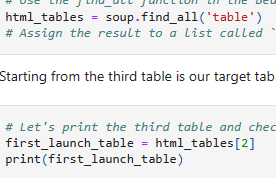 # Use the find_all function in the bea
html_tables = soup.find_all('table')
# Assign the result to a list called `
Starting from the third table is our target tab
# Let's print the third table and chec
first_launch_table = html_tables[2]
print(first_launch_table)